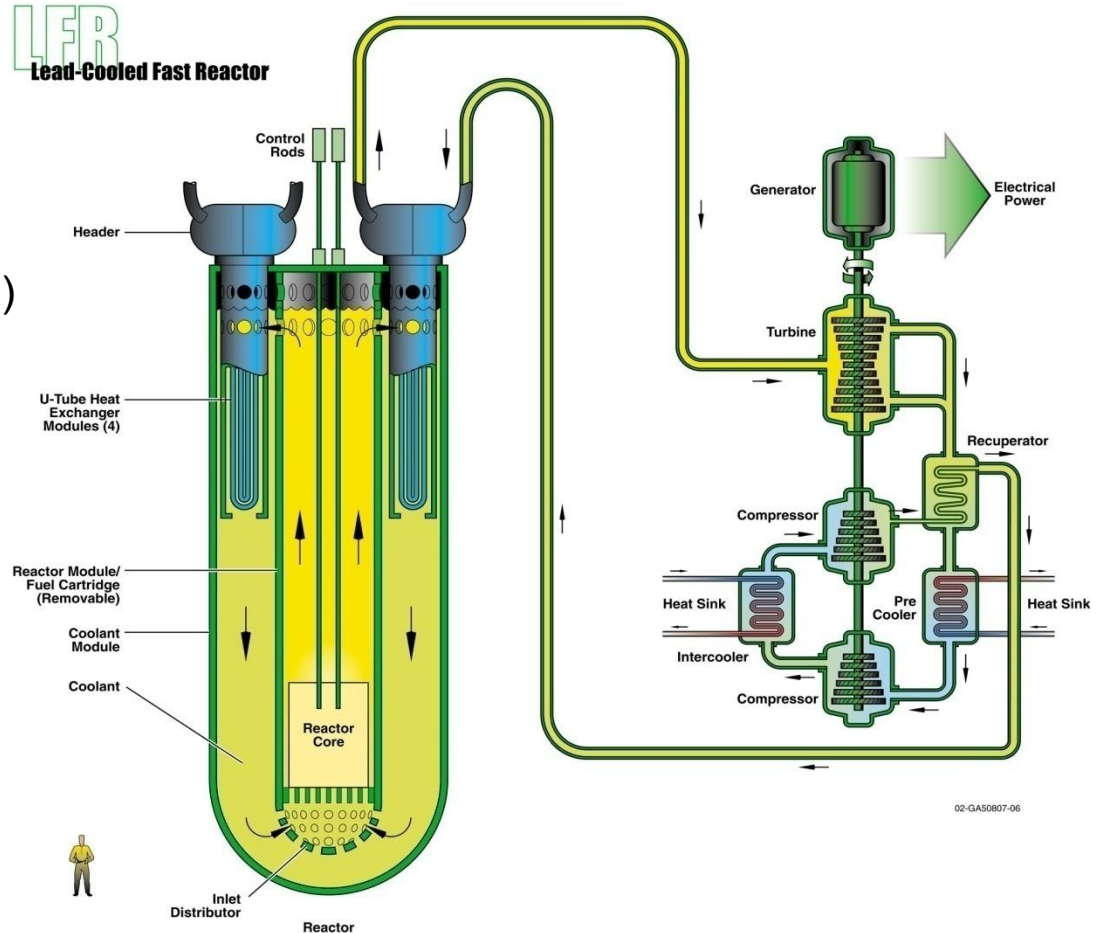 LFR
Lead-Cooled Fast Reactor
Control
Rods
Header
)
U-Tube Heat
Exchanger
Modules (4)
Reactor Module/
Fuel Cartridge
(Removable)
Coolant
Module
Coolant
Reactor
Core
Inlet
Distributor
Reactor
Generator
Electrical
Power
Turbine
Recuperator
Compressor
Heat Sink
Pre
Cooler
Heat Sink
Intercooler
Compressor
02-GA50807-06